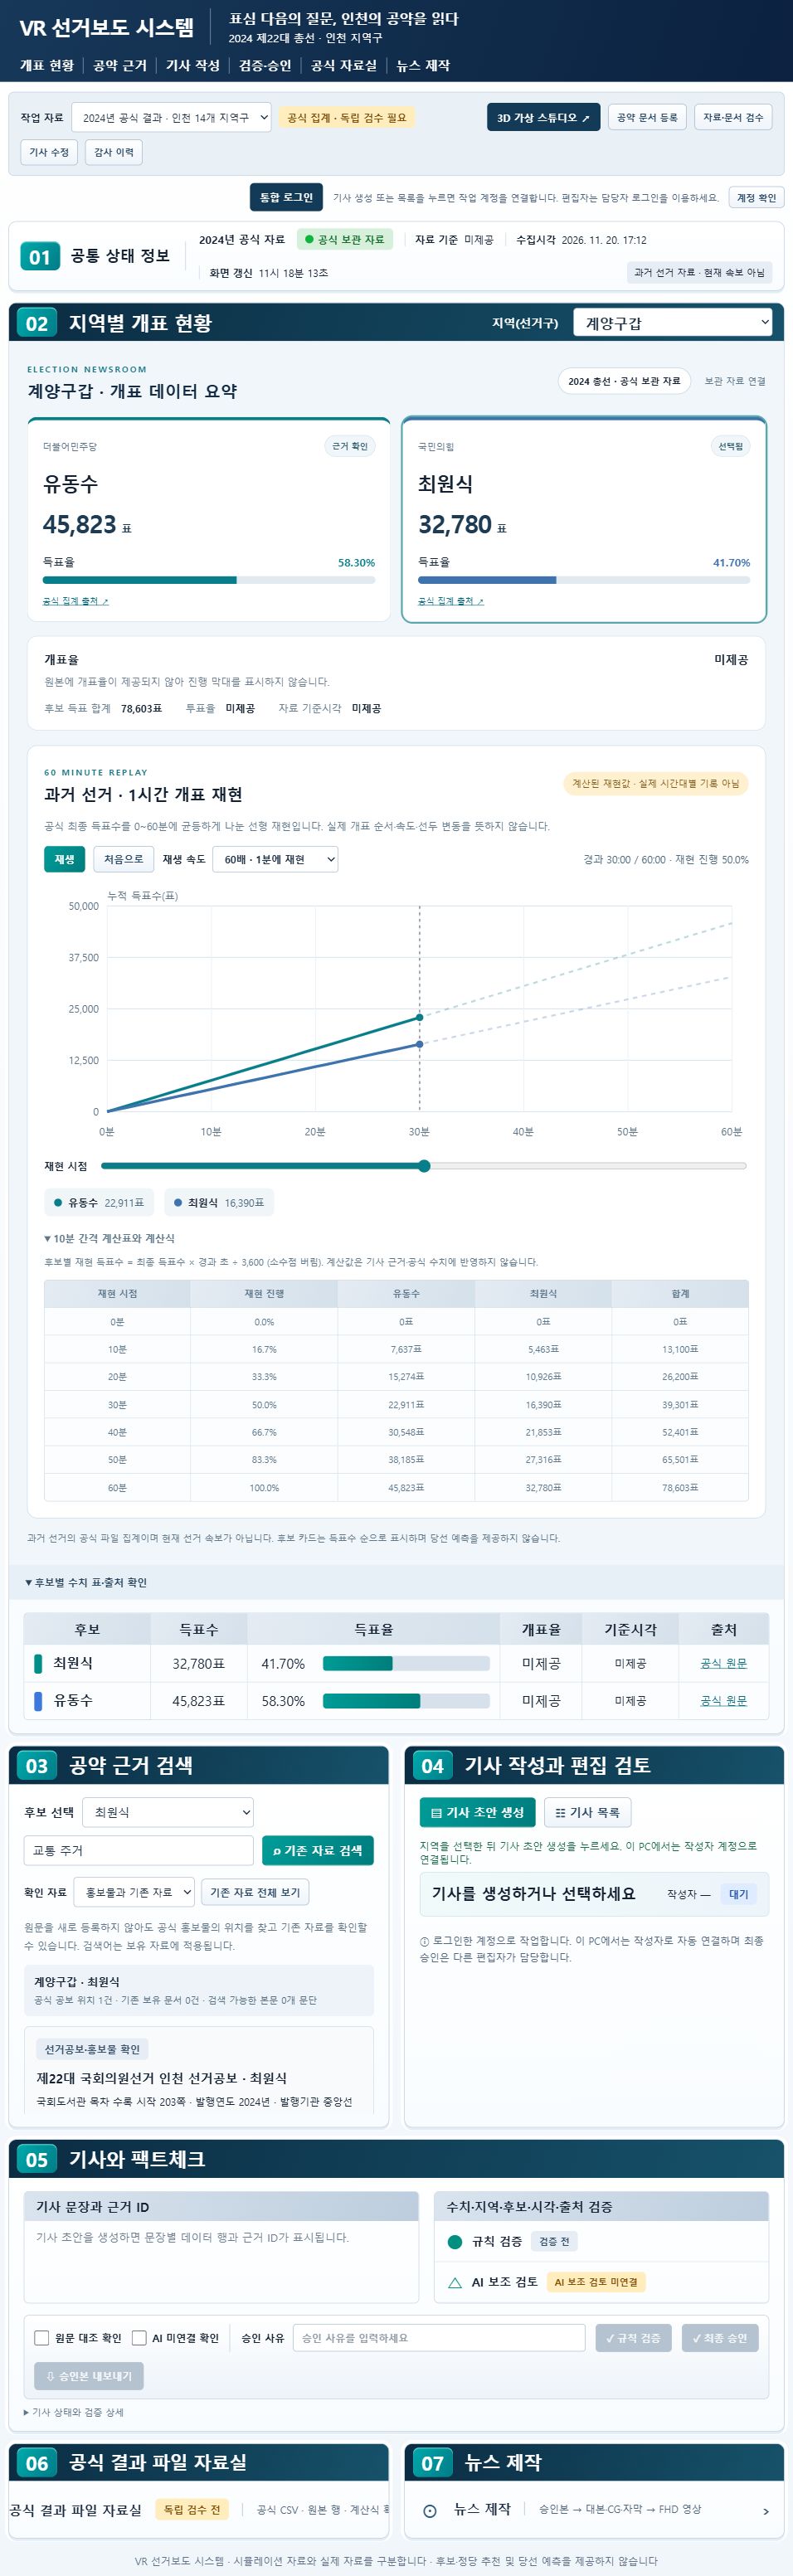 VR 선거보도 시스템
표심 다음의 질문, 인천의 공약을 읽다
2024 제22대 총선 · 인천 지역구
개표 현황 공약 근거 기사 작성 검증·승인 공식 자료실 뉴스 제작
작업 자료 2024년 공식 결과 · 인천 14개 지역구 공식 집계 · 독립 검수 필요 3D 가상 스튜디오 ↗ 공약 문서 등록 자료·문서 검수
기사 수정 감사 이력
통합 로그인 기사 생성 또는 목록을 누르면 작업 계정을 연결합니다. 편집자는 담당자 로그인을 이용하세요. 계정 확인
01 공통 상태 정보
2024년 공식 자료 공식 보관 자료 자료 기준 미제공 수집시각 2026. 11. 20. 17:12
화면 갱신 11시 18분 13초 과거 선거 자료 · 현재 속보 아님
02 지역별 개표 현황 지역(선거구) 계양구갑
ELECTION NEWSROOM
계양구갑 · 개표 데이터 요약 2024 총선 · 공식 보관 자료 보관 자료 연결
더불어민주당 근거 확인
유동수
45,823 표
득표율 58.30%
공식 집계 출처 ↗
국민의힘 선택됨
최원식
32,780 표
득표율 41.70%
공식 집계 출처 ↗
개표율 미제공
원본에 개표율이 제공되지 않아 진행 막대를 표시하지 않습니다.
후보 득표 합계 78,603표 투표율 미제공 자료 기준시각 미제공
60 MINUTE REPLAY
과거 선거 · 1시간 개표 재현 계산된 재현값 · 실제 시간대별 기록 아님
공식 최종 득표수를 0~60분에 균등하게 나눈 선형 재현입니다. 실제 개표 순서·속도·선두 변동을 뜻하지 않습니다.
재생 처음으로 재생 속도 60배 · 1분에 재현 경과 30:00 / 60:00 · 재현 진행 50.0%
누적 득표수(표)
50,000
37,500
25,000
12,500
0
0분 10분 20분 30분 40분 50분 60분
재현 시점
유동수 22,911표 최원식 16,390표
▼ 10분 간격 계산표와 계산식
후보별 재현 득표수 = 최종 득표수 × 경과 초 ÷ 3,600 (소수점 버림). 계산값은 기사 근거·공식 수치에 반영하지 않습니다.
재현 시점 재현 진행 유동수 최원식 합계
0분 0.0% 0표 0표 0표
10분 16.7% 7,637표 5,463표 13,100표
20분 33.3% 15,274표 10,926표 26,200표
30분 50.0% 22,911표 16,390표 39,301표
40분 66.7% 30,548표 21,853표 52,401표
50분 83.3% 38,185표 27,316표 65,501표
60분 100.0% 45,823표 32,780표 78,603표
과거 선거의 공식 파일 집계이며 현재 선거 속보가 아닙니다. 후보 카드는 득표수 순으로 표시하며 당선 예측을 제공하지 않습니다.
▼ 후보별 수치 표·출처 확인
후보 득표수 득표율 개표율 기준시각 출처
최원식 32,780표 41.70% 미제공 미제공 공식 원문
유동수 45,823표 58.30% 미제공 미제공 공식 원문
03 공약 근거 검색
후보 선택 최원식
교통 주거 기존 자료 검색
확인 자료 홍보물과 기존 자료 기존 자료 전체 보기
원문을 새로 등록하지 않아도 공식 홍보물의 위치를 찾고 기존 자료를 확인할
수 있습니다. 검색어는 보유 자료에 적용됩니다.
계양구갑 · 최원식
공식 공보 위치 1건 · 기존 보유 문서 0건 · 검색 가능한 본문 0개 문단
선거공보·홍보물 확인
제22대 국회의원선거 인천 선거공보 · 최원식
국회도서관 목차 수록 시작 203쪽 · 발행연도 2024년 · 발행기관 중앙선
04 기사 작성과 편집 검토
기사 초안 생성 기사 목록
지역을 선택한 뒤 기사 초안 생성을 누르세요. 이 PC에서는 작성자 계정으로
연결됩니다.
기사를 생성하거나 선택하세요 작성자 — 대기
ⓘ 로그인한 계정으로 작업합니다. 이 PC에서는 작성자로 자동 연결하며 최종
승인은 다른 편집자가 담당합니다.
05 기사와 팩트체크
기사 문장과 근거 ID
기사 초안을 생성하면 문장별 데이터 행과 근거 ID가 표시됩니다.
수치·지역·후보·시각·출처 검증
규칙 검증 검증 전
AI 보조 검토 AI 보조 검토 미연결
원문 대조 확인 AI 미연결 확인 승인 사유 승인 사유를 입력하세요 ✓ 규칙 검증 ✓ 최종 승인
⇩ 승인본 내보내기
▶ 기사 상태와 검증 상세
06 공식 결과 파일 자료실
공식 결과 파일 자료실 독립 검수 전 공식 CSV · 원본 행 · 계산식
07 뉴스 제작
뉴스 제작 승인본 → 대본·CG·자막 → FHD 영상 ›
VR 선거보도 시스템 · 시뮬레이션 자료와 실제 자료를 구분합니다 · 후보·정당 추천 및 당선 예측을 제공하지 않습니다